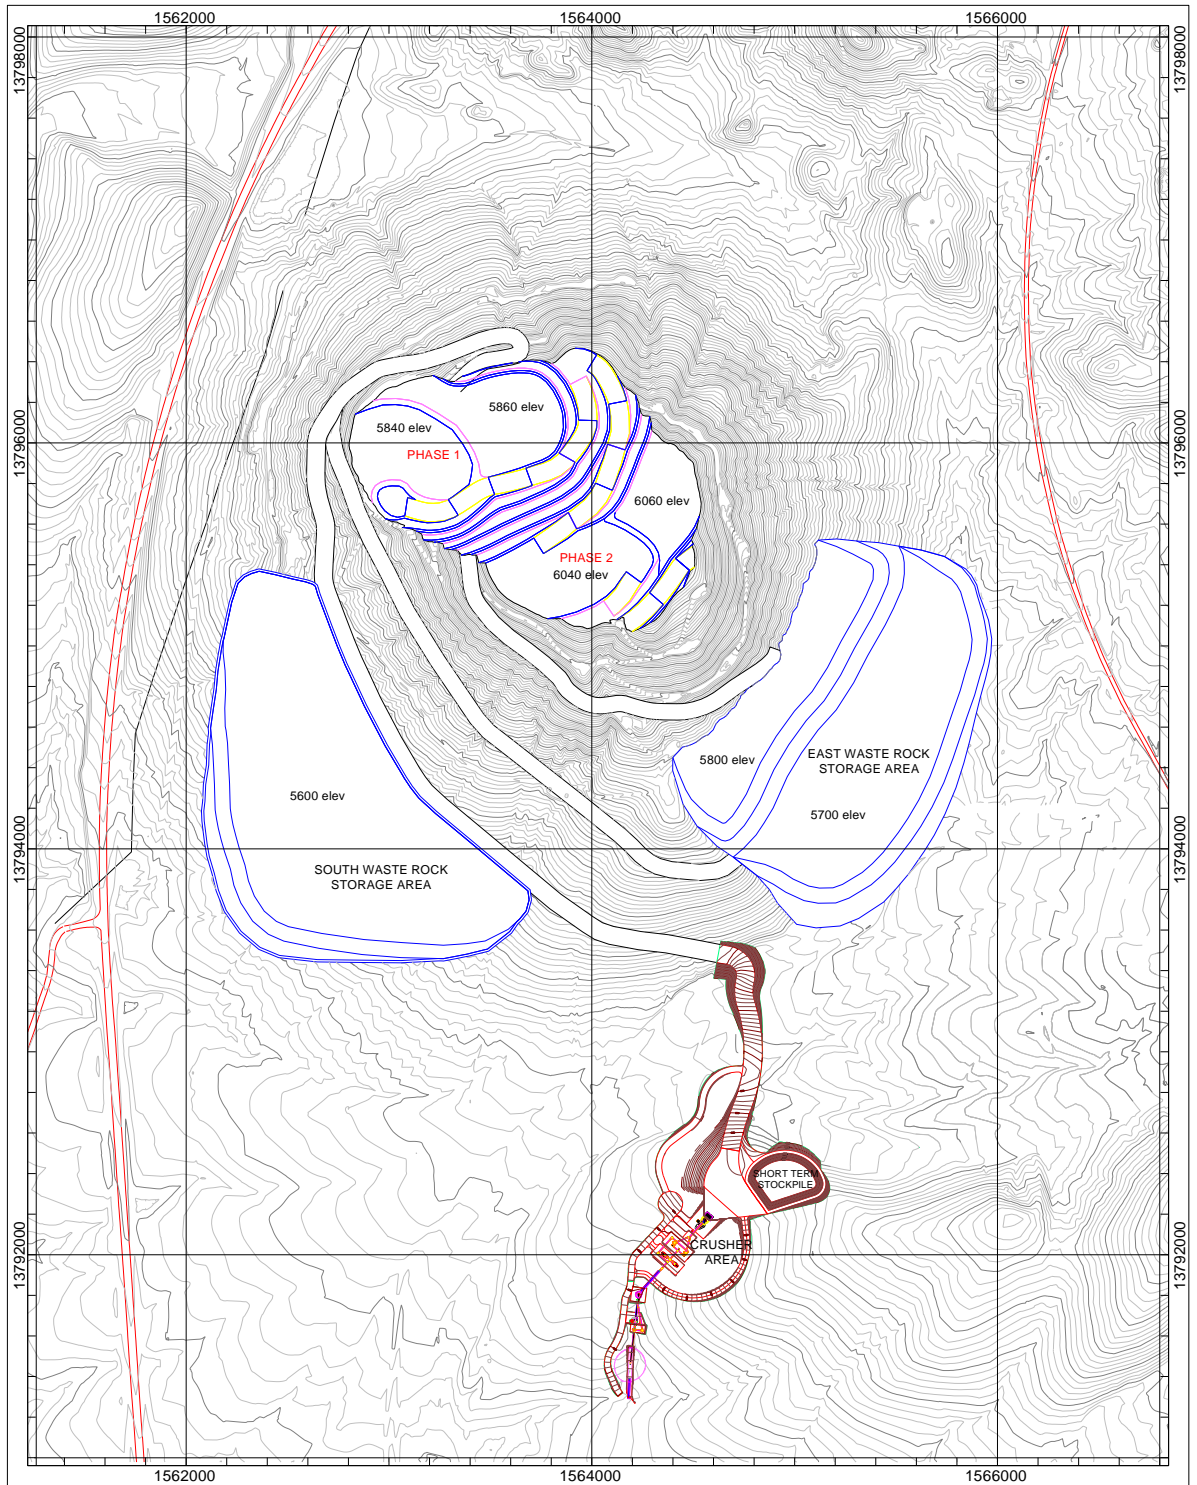 1562000
1564000
1566000
13798000
13798000
5860 elev
5840 elev
PHASE 1
13796000
13796000
6060 elev
PHASE 2
6040 elev
5800 elev
EAST WASTE ROCK
STORAGE AREA
5600 elev
5700 elev
13794000
13794000
SOUTH WASTE ROCK
STORAGE AREA
SHORT TERM
STOCKPILE
13792000
13792000
CRUSHER
AREA
1562000
1564000
1566000